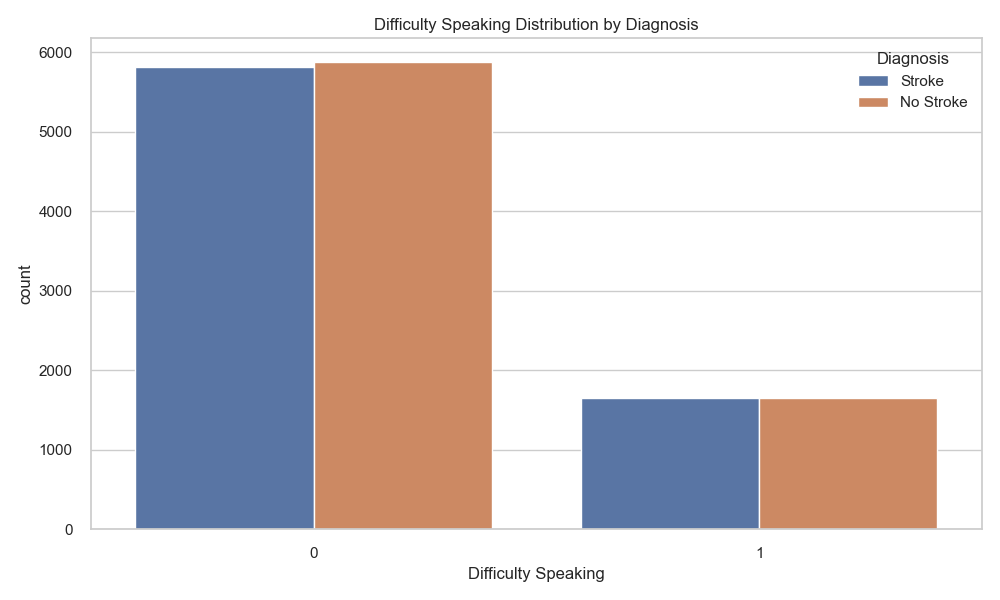 Difficulty Speaking Distribution by Diagnosis
Diagnosis
Stroke
No Stroke
6000
5000
4000
3000
2000
1000
0
count
0
1
Difficulty Speaking